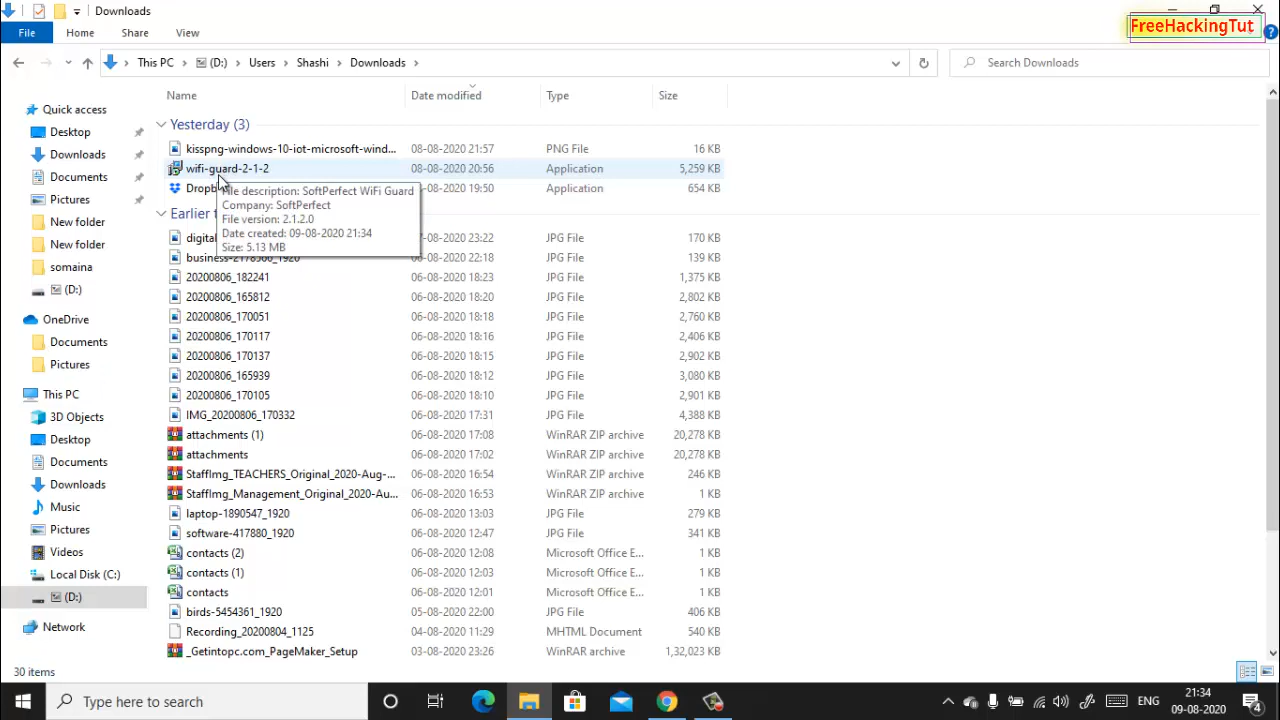 Downloads
FreeHackingTut
File
Home
Share
View
This PC
(D:)
Users
Shashi
Downloads
Search Downloads
Name
Date modified
Type
Size
Quick access
Desktop
Downloads
Documents
Pictures
New folder
New folder
somaina
(D:)
OneDrive
Documents
Pictures
This PC
3D Objects
Desktop
Documents
Downloads
Music
Pictures
Videos
Local Disk (C:)
(D:)
Network
Yesterday (3)
kisspng-windows-10-iot-microsoft-wind... 08-08-2020 21:57 PNG File 16 KB
wifi-guard-2-1-2 08-08-2020 20:56 Application 5,259 KB
08-08-2020 19:50 Application 654 KB
File description: SoftPerfect WiFi Guard
Company: SoftPerfect
File version: 2.1.2.0
Date created: 09-08-2020 21:34
Size: 5.13 MB
Earlier
23:22 JPG File 170 KB
22:18 JPG File 139 KB
20200806_182241 06-08-2020 18:23 JPG File 1,375 KB
20200806_165812 06-08-2020 18:20 JPG File 2,802 KB
20200806_170051 06-08-2020 18:18 JPG File 2,760 KB
20200806_170117 06-08-2020 18:16 JPG File 2,406 KB
20200806_170137 06-08-2020 18:15 JPG File 2,902 KB
20200806_165939 06-08-2020 18:12 JPG File 3,080 KB
20200806_170105 06-08-2020 18:10 JPG File 2,901 KB
IMG_20200806_170332 06-08-2020 17:31 JPG File 4,388 KB
attachments (1) 06-08-2020 17:08 WinRAR ZIP archive 20,278 KB
attachments 06-08-2020 17:02 WinRAR ZIP archive 20,278 KB
StaffImg_TEACHERS_Original_2020-Aug-... 06-08-2020 16:54 WinRAR ZIP archive 246 KB
StaffImg_Management_Original_2020-Au... 06-08-2020 16:53 WinRAR ZIP archive 1 KB
laptop-1890547_1920 06-08-2020 13:03 JPG File 279 KB
software-417880_1920 06-08-2020 12:47 JPG File 341 KB
contacts (2) 06-08-2020 12:08 Microsoft Office E...
contacts (1) 06-08-2020 12:03 Microsoft Office E...
contacts 06-08-2020 12:01 Microsoft Office E...
birds-5454361_1920 05-08-2020 22:00 JPG File 406 KB
Recording_20200804_1125 04-08-2020 11:29 MHTML Document 540 KB
_Getintopc.com_PageMaker_Setup 03-08-2020 23:26 WinRAR archive 1,32,023 KB
30 items
Type here to search
ENG
21:34
09-08-2020
4